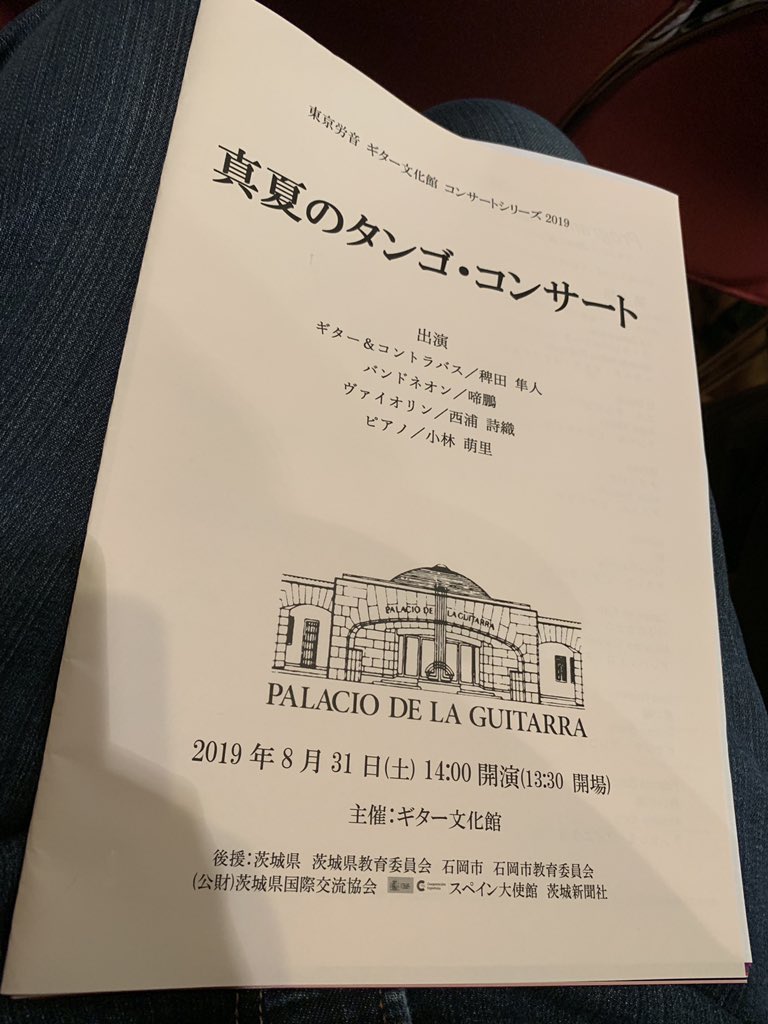 東京労音 ギター文化館 コンサートシリーズ 2019
真夏のタンゴ・コンサート
出演
ギター＆コントラバス／稗田 隼人
バンドネオン／啼鵬
ヴァイオリン／西浦 詩織
ピアノ／小林 萌里
PALACIO DE LA GUITARRA
PALACIO DE LA GUITARRA
2019 年 8 月 31 日(土) 14:00 開演(13:30 開場)
主催：ギター文化館
後援：茨城県 茨城県教育委員会 石岡市 石岡市教育委員会
(公財)茨城県国際交流協会 スペイン大使館 茨城新聞社